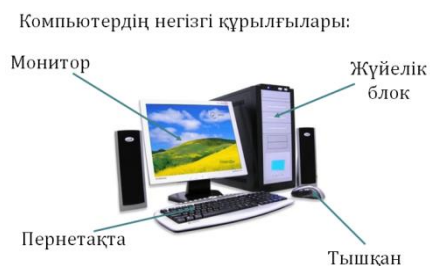 Компьютердің негізгі құрылғылары:
Монитор
Жүйелік
блок
Пернетақта
Тышқан